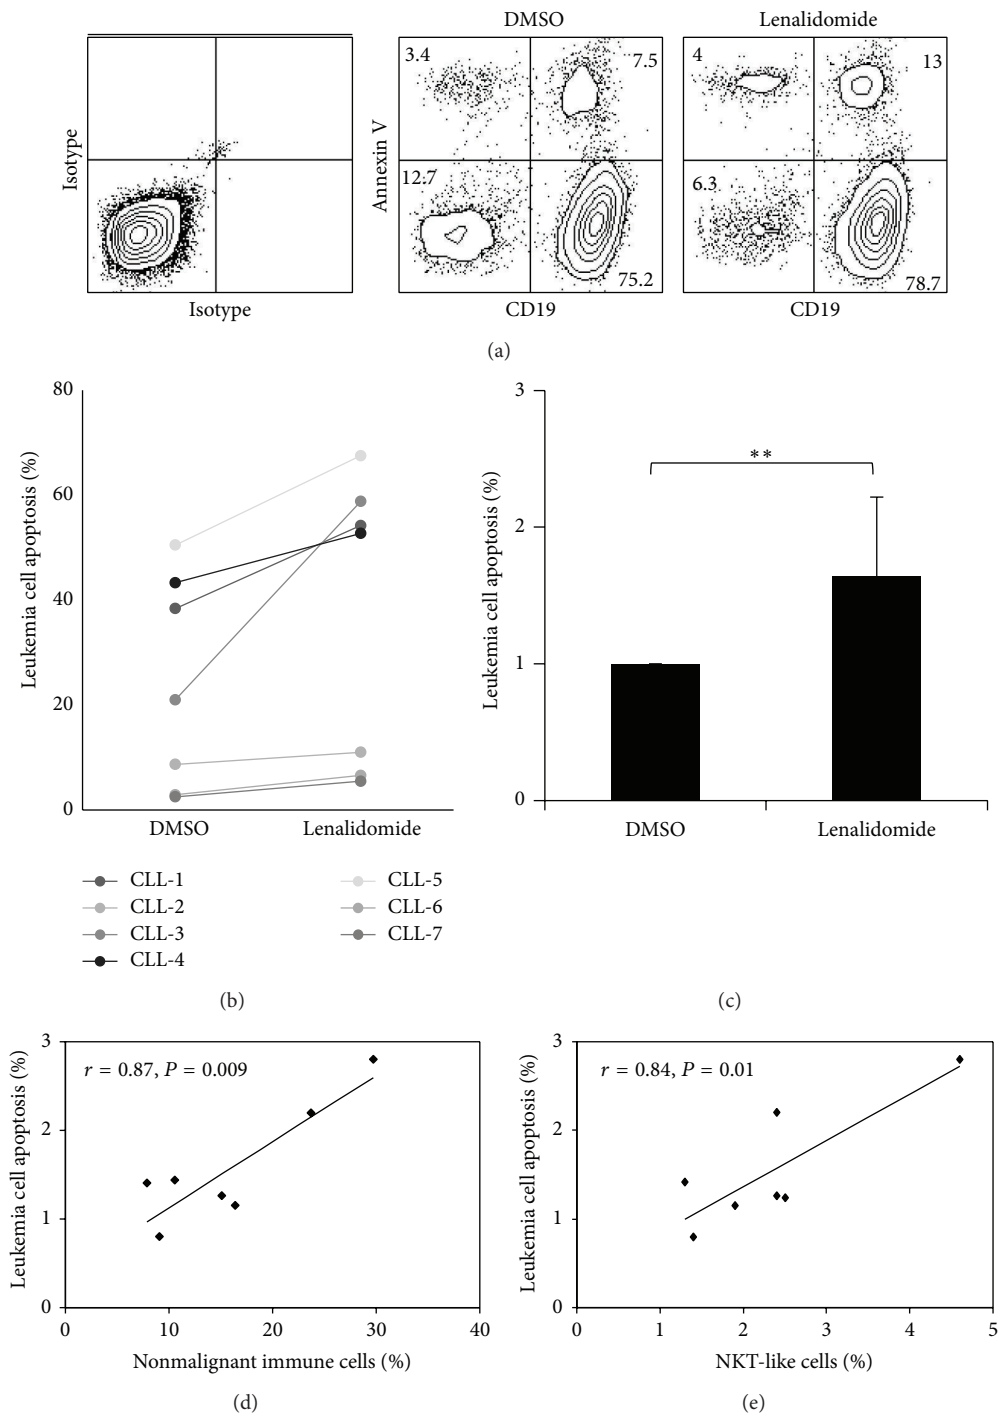 DMSO
Lenalidomide
Isotype
Isotype
Annexin V
3.4
7.5
12.7
75.2
CD19
4
13
6.3
78.7
CD19
(a)
Leukemia cell apoptosis (%)
80
60
40
20
0
DMSO
Lenalidomide
CLL-1
CLL-2
CLL-3
CLL-4
CLL-5
CLL-6
CLL-7
(b)
Leukemia cell apoptosis (%)
3
2
1
0
**
DMSO
Lenalidomide
(c)
Leukemia cell apoptosis (%)
3
2
1
0
r = 0.87, P = 0.009
0 10 20 30 40
Nonmalignant immune cells (%)
(d)
Leukemia cell apoptosis (%)
3
2
1
0
r = 0.84, P = 0.01
0 1 2 3 4 5
NKT-like cells (%)
(e)